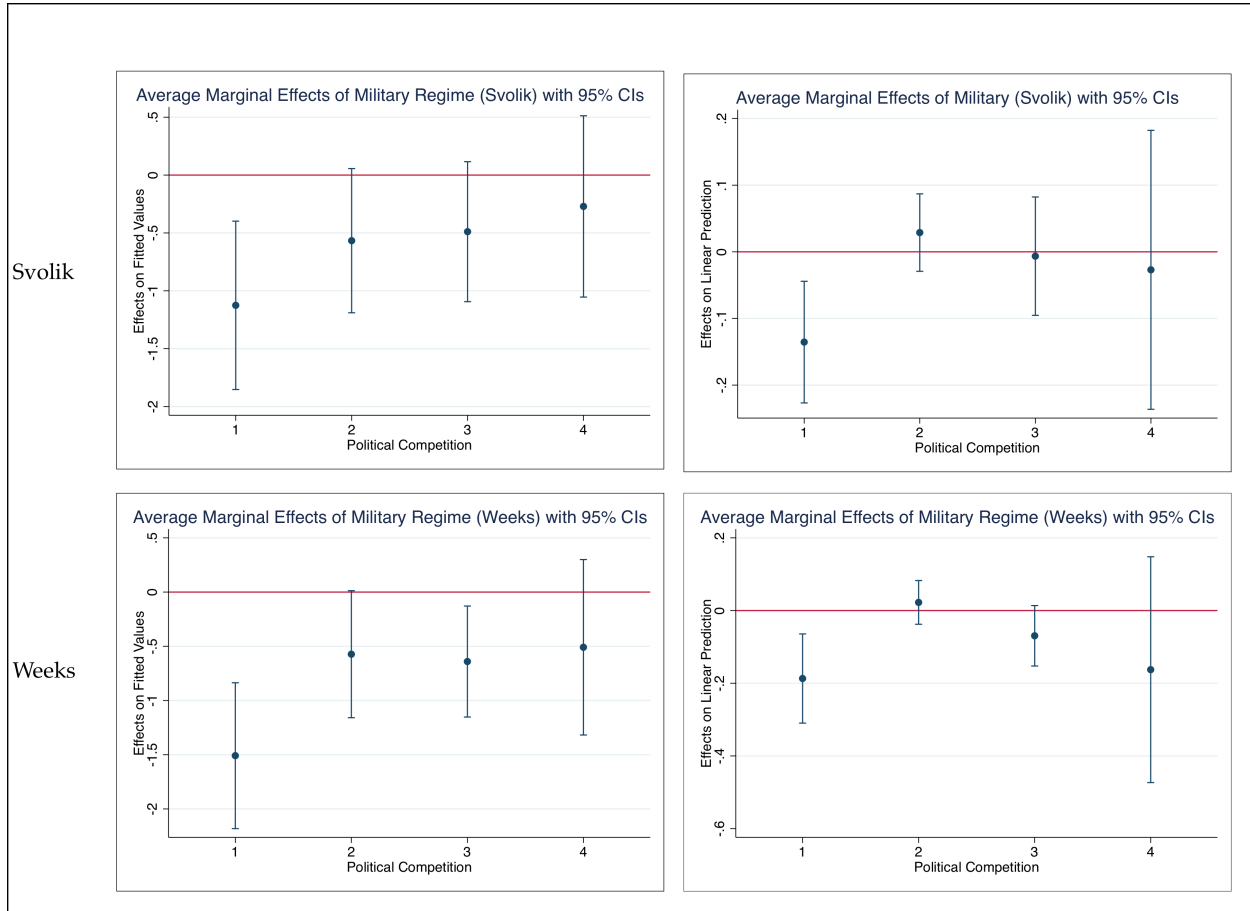 Svolik
Average Marginal Effects of Military Regime (Svolik) with 95% CIs
Effects on Fitted Values
.5
0
-.5
-1
-1.5
-2
1 2 3 4
Political Competition
Average Marginal Effects of Military (Svolik) with 95% CIs
Effects on Linear Prediction
.2
.1
0
-.1
-.2
1 2 3 4
Political Competition
Weeks
Average Marginal Effects of Military Regime (Weeks) with 95% CIs
Effects on Fitted Values
.5
0
-.5
-1
-1.5
-2
1 2 3 4
Political Competition
Average Marginal Effects of Military Regime (Weeks) with 95% CIs
Effects on Linear Prediction
.2
0
-.2
-.4
-.6
1 2 3 4
Political Competition